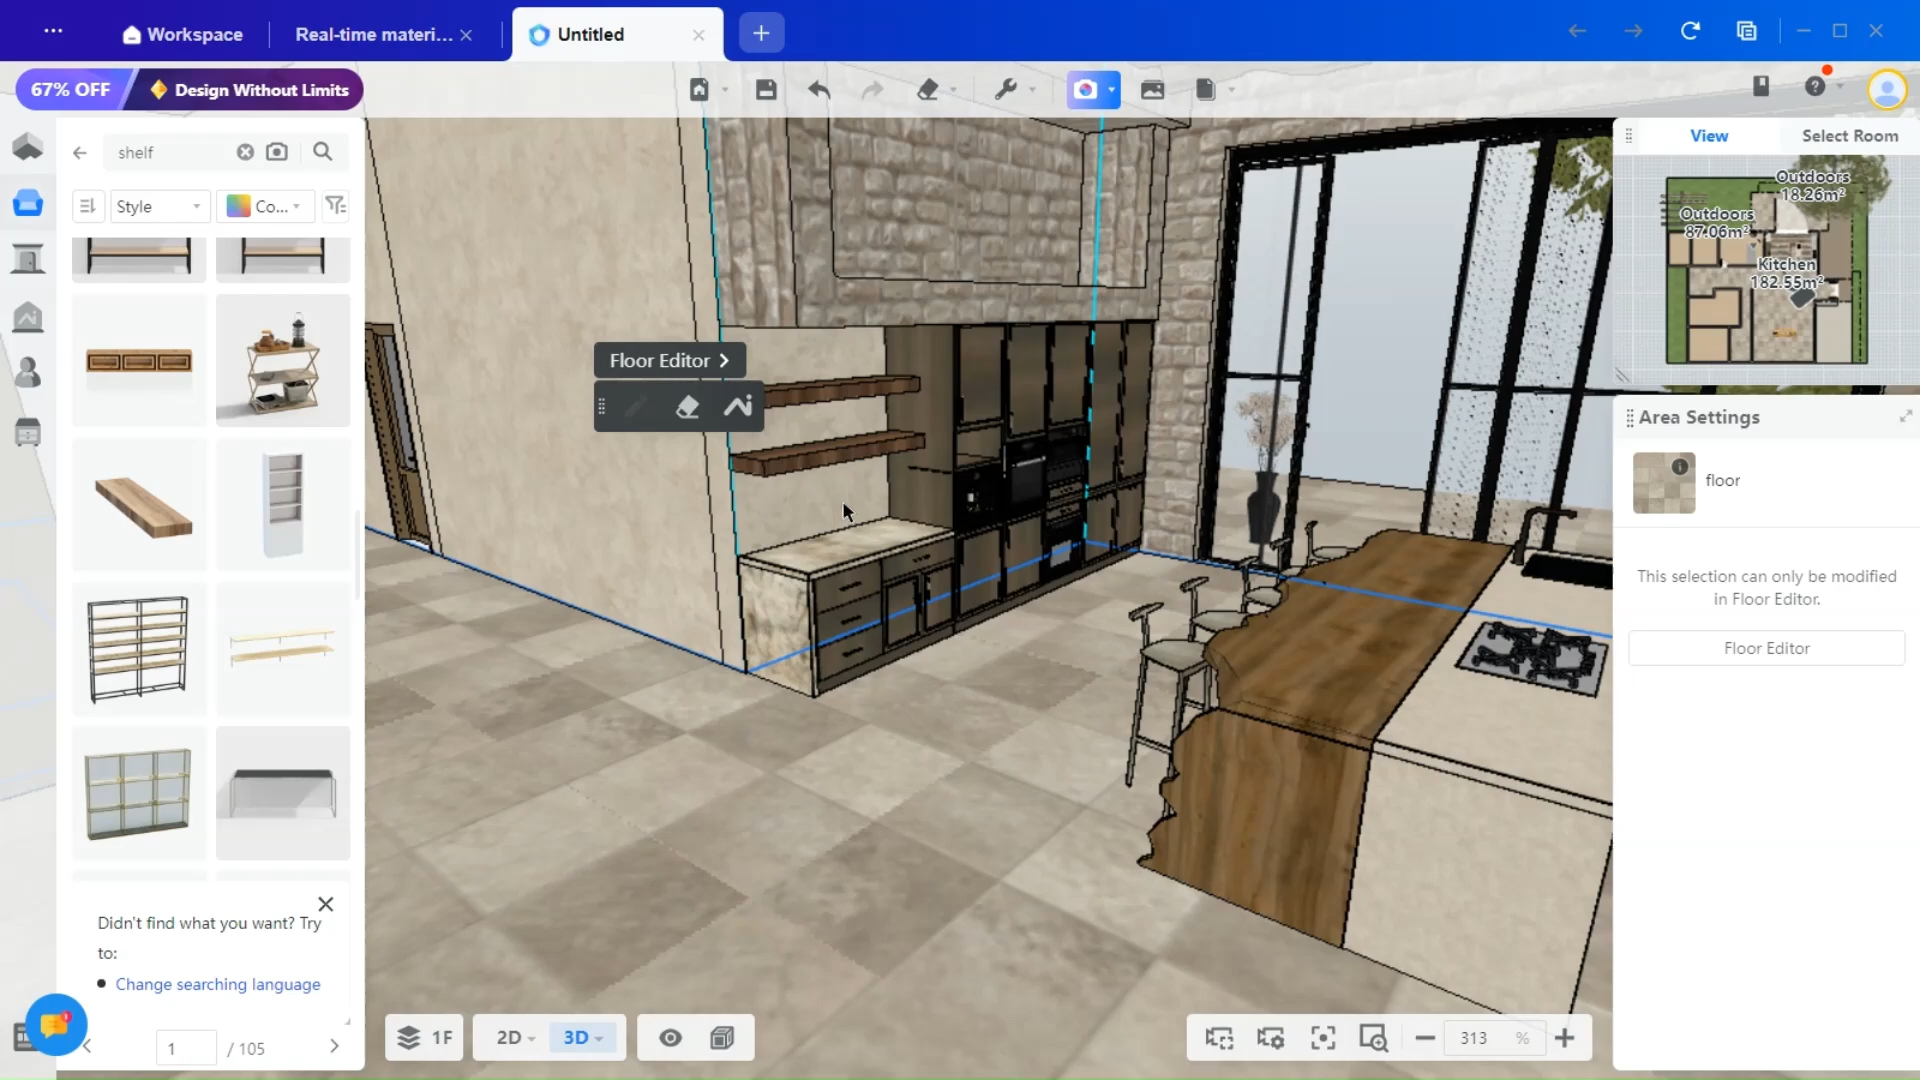 Workspace
Real-time materi...
Untitled
67% OFF
Design Without Limits
shelf
Style
Co...
Floor Editor
View
Select Room
Outdoors
18.26m²
Outdoors
87.06m²
Kitchen
182.55m²
Area Settings
floor
This selection can only be modified
in Floor Editor.
Floor Editor
Didn't find what you want? Try
to:
Change searching language
1 / 105
1F
2D
3D
313 %